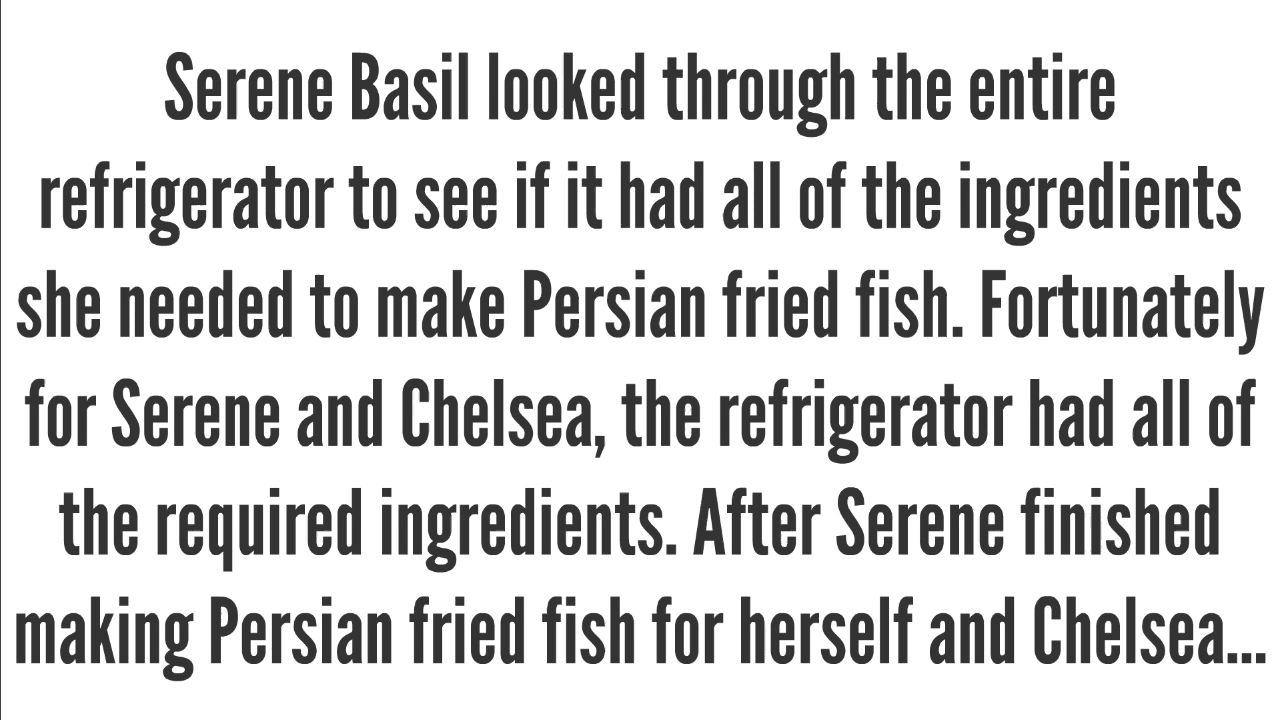 Serene Basil looked through the entire
refrigerator to see if it had all of the ingredients
she needed to make Persian fried fish. Fortunately
for Serene and Chelsea, the refrigerator had all of
the required ingredients. After Serene finished
making Persian fried fish for herself and Chelsea...